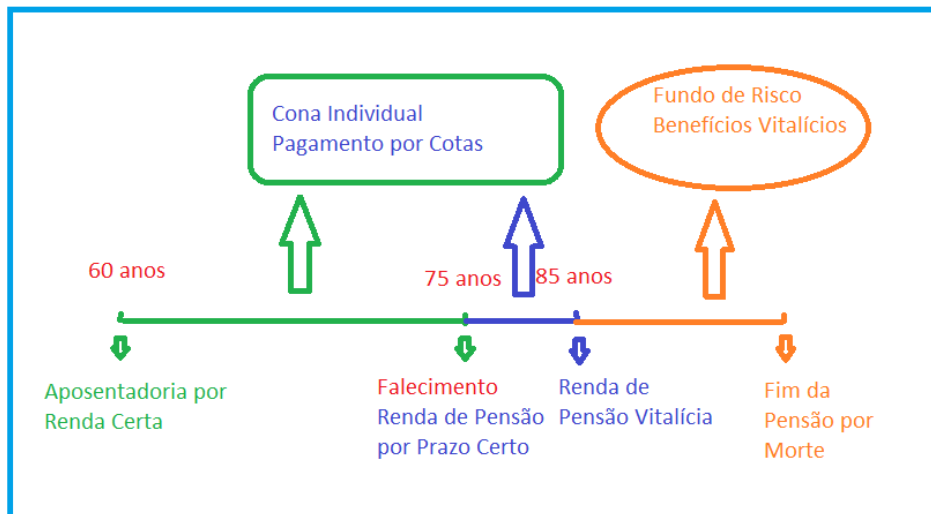 Cona Individual
Pagamento por Cotas
Fundo de Risco
Benefícios Vitalícios
60 anos
75 anos
85 anos
Aposentadoria por
Renda Certa
Falecimento
Renda de Pensão
por Prazo Certo
Renda de
Pensão Vitalícia
Fim da
Pensão por
Morte